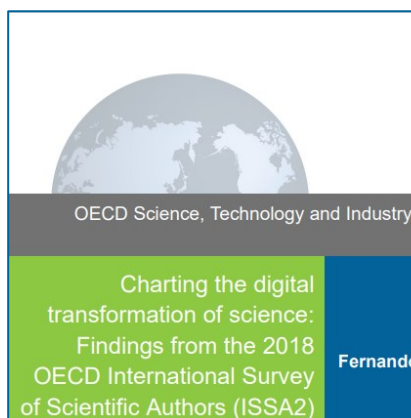 OECD Science, Technology and Industry
Charting the digital
transformation of science:
Findings from the 2018
OECD International Survey
of Scientific Authors (ISSA2)
Fernando